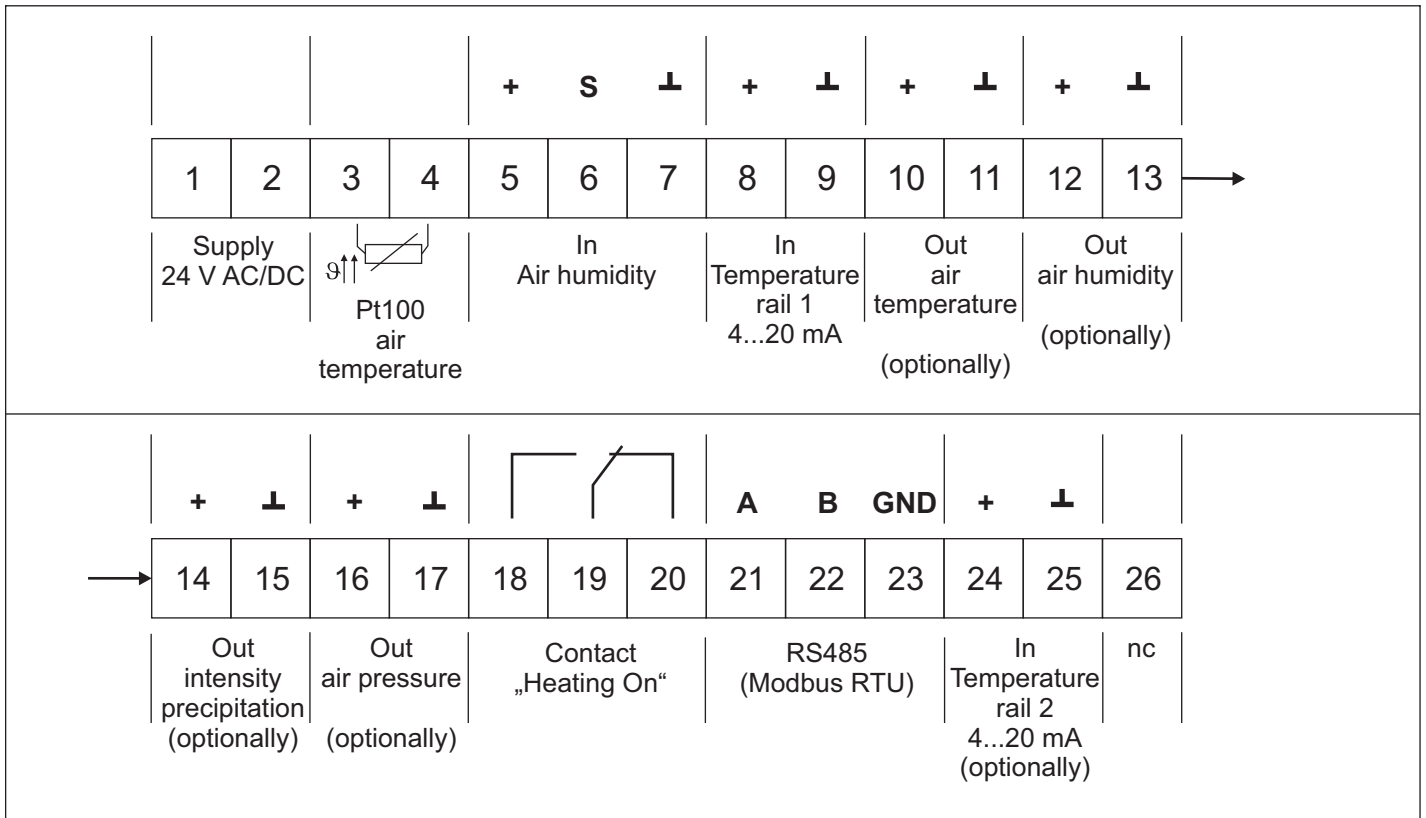 + S ⊥ + ⊥ + ⊥ + ⊥
1 2 3 4 5 6 7 8 9 10 11 12 13
Supply
24 V AC/DC
ϑ
Pt100
air
temperature
In
Air humidity
In
Temperature
rail 1
4...20 mA
Out
air
temperature
(optionally)
Out
air humidity
(optionally)
+ ⊥ + ⊥ A B GND + ⊥
14 15 16 17 18 19 20 21 22 23 24 25 26
Out
intensity
precipitation
(optionally)
Out
air pressure
(optionally)
Contact
„Heating On“
RS485
(Modbus RTU)
In
Temperature
rail 2
4...20 mA
(optionally)
nc